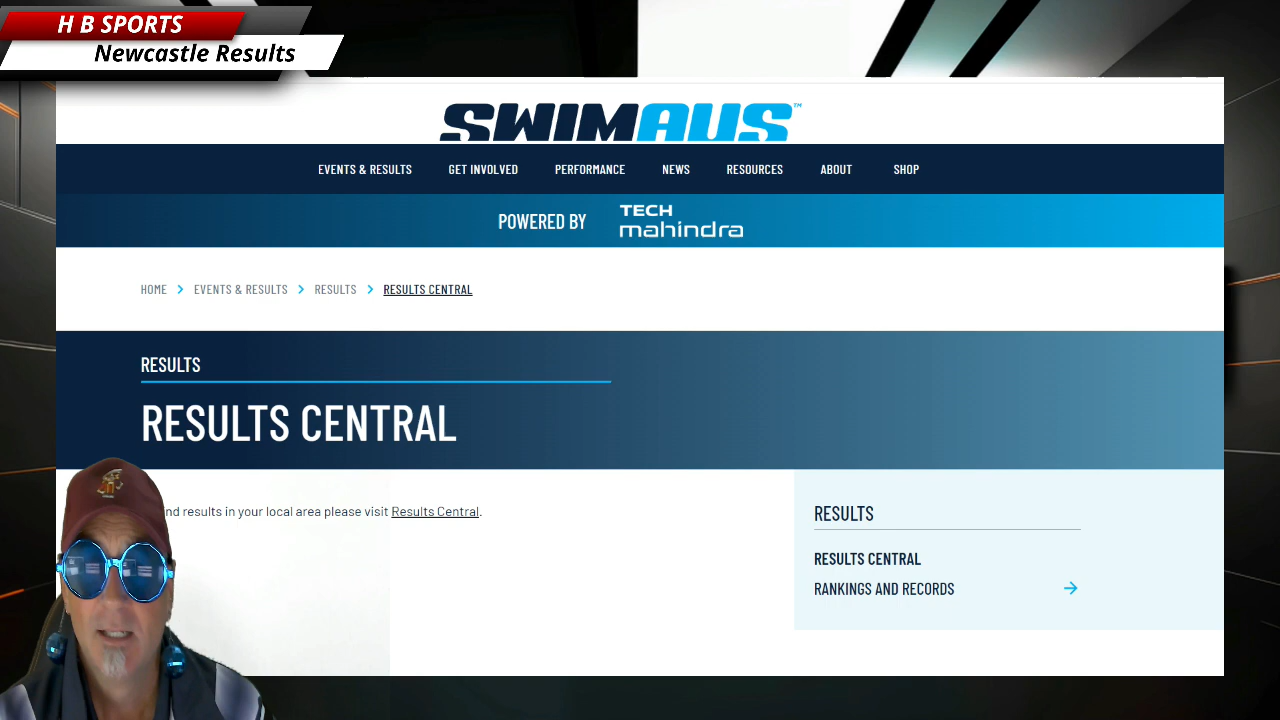 H B SPORTS
Newcastle Results
SWIMAUS™
EVENTS & RESULTS GET INVOLVED PERFORMANCE NEWS RESOURCES ABOUT SHOP
POWERED BY TECH mahindra
HOME > EVENTS & RESULTS > RESULTS > RESULTS CENTRAL
RESULTS
RESULTS CENTRAL
results in your local area please visit Results Central.
RESULTS
RESULTS CENTRAL
RANKINGS AND RECORDS